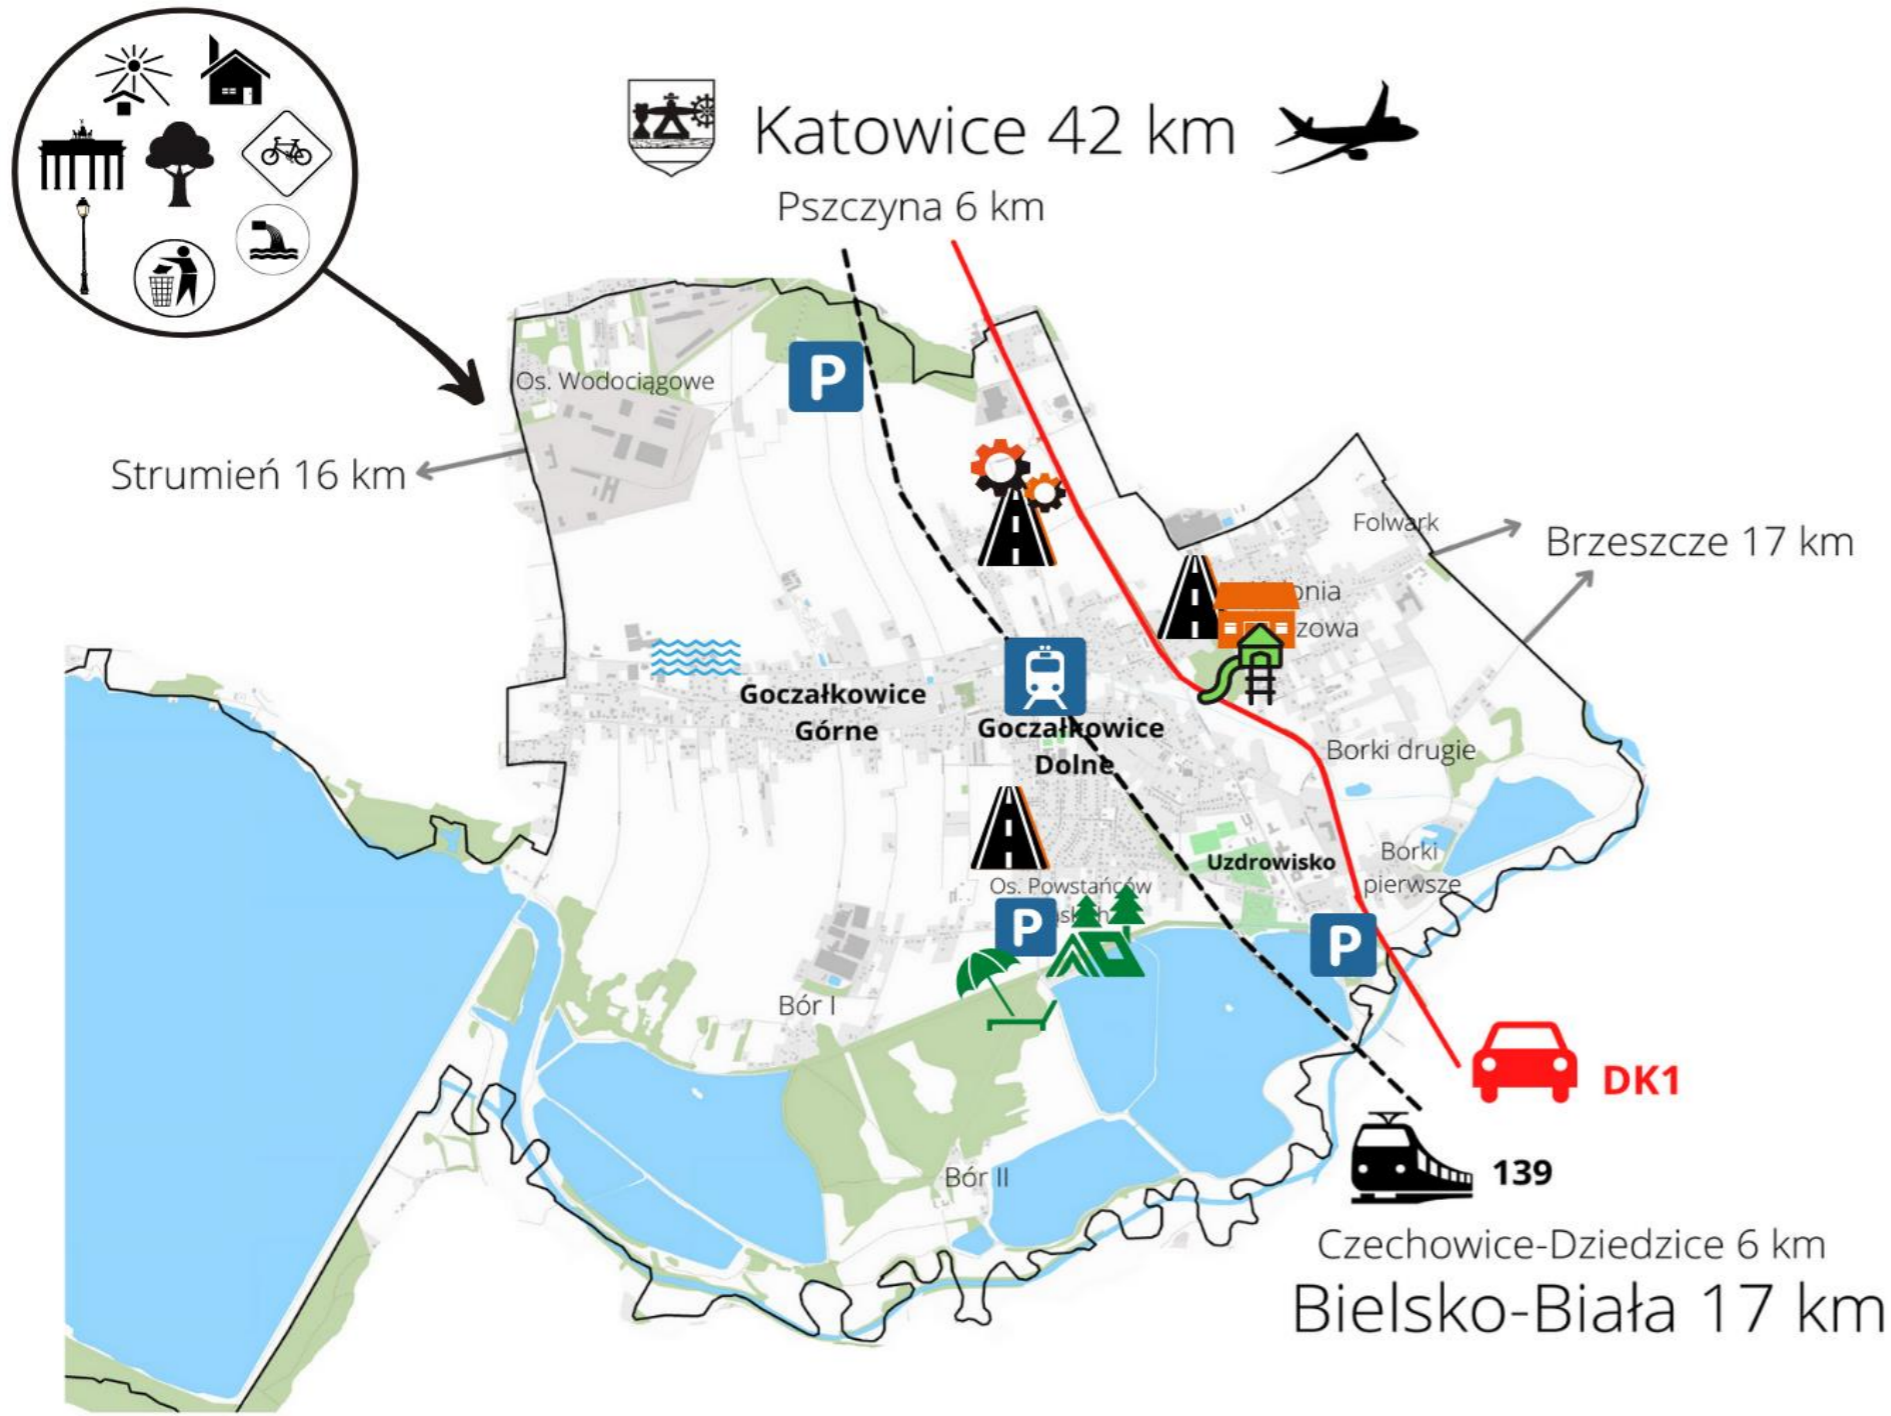 Katowice 42 km
Pszczyna 6 km
Os. Wodociągowe
P
Strumień 16 km
Folwark
Brzeszcze 17 km
Goczałkowice
Górne
Goczałkowice
Dolne
Borki drugie
Uzdrowisko
Borki
pierwsze
Os. Powstańców
P
P
Bór I
DK1
Bór II
139
Czechowice-Dziedzice 6 km
Bielsko-Biała 17 km